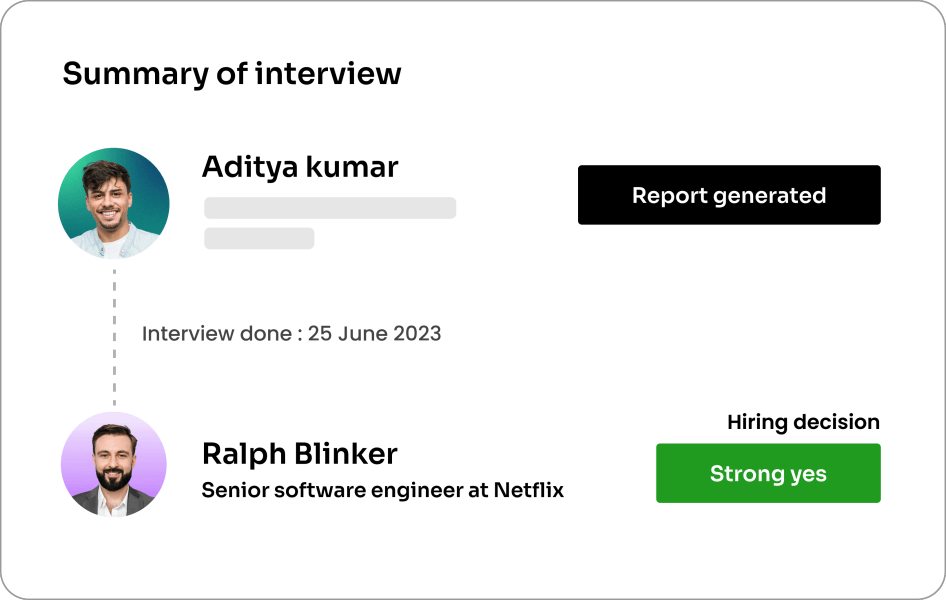 Summary of interview
Aditya kumar
Report generated
Interview done : 25 June 2023
Hiring decision
Ralph Blinker
Strong yes
Senior software engineer at Netflix